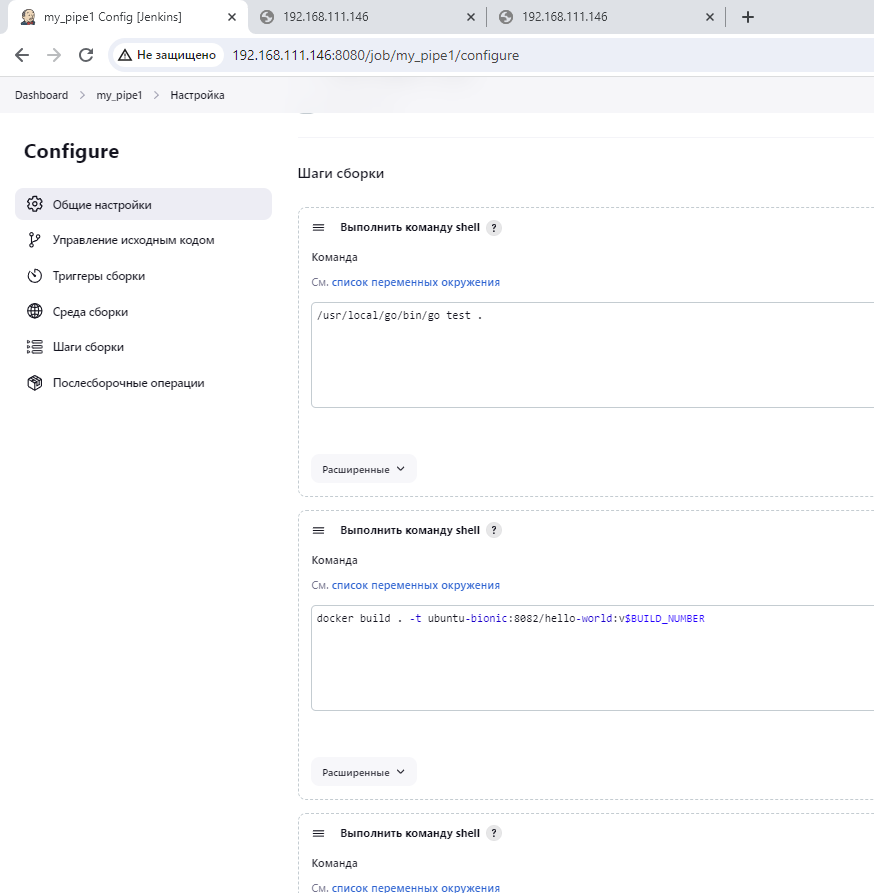 my_pipe1 Config [Jenkins]
192.168.111.146
192.168.111.146
Не защищено
192.168.111.146:8080/job/my_pipe1/configure
Dashboard
my_pipe1
Настройка
Configure
Общие настройки
Управление исходным кодом
Триггеры сборки
Среда сборки
Шаги сборки
Послесборочные операции
Шаги сборки
Выполнить команду shell ?
Команда
См. список переменных окружения
/usr/local/go/bin/go test .
Расширенные
Выполнить команду shell ?
Команда
См. список переменных окружения
docker build . -t ubuntu-bionic:8082/hello-world:v$BUILD_NUMBER
Расширенные
Выполнить команду shell ?
Команда
См. список переменных окружения